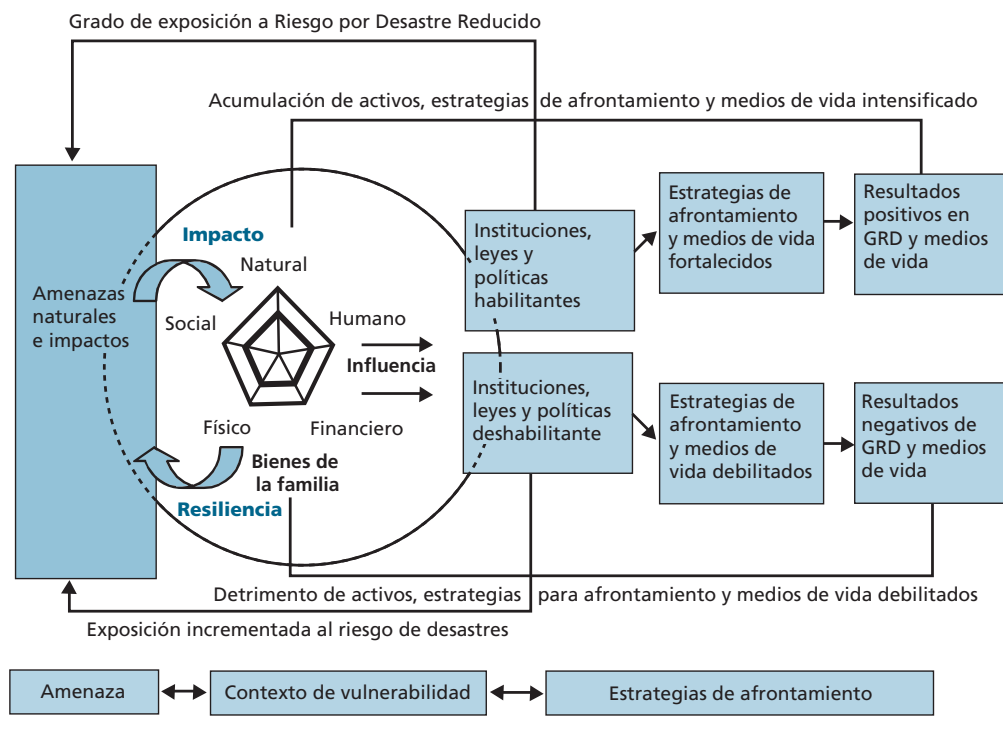 Grado de exposición a Riesgo por Desastre Reducido
Acumulación de activos, estrategias de afrontamiento y medios de vida intensificado
Amenazas
naturales
e impactos
Impacto
Natural
Social
Humano
Físico
Financiero
Bienes de
la familia
Resiliencia
Influencia
Instituciones,
leyes y
políticas
habilitantes
Estrategias de
afrontamiento
y medios de vida
fortalecidos
Resultados
positivos en
GRD y medios
de vida
Instituciones,
leyes y políticas
deshabilitante
Estrategias de
afrontamiento
y medios de
vida debilitados
Resultados
negativos de
GRD y medios
de vida
Detrimento de activos, estrategias para afrontamiento y medios de vida debilitados
Exposición incrementada al riesgo de desastres
Amenaza
Contexto de vulnerabilidad
Estrategias de afrontamiento